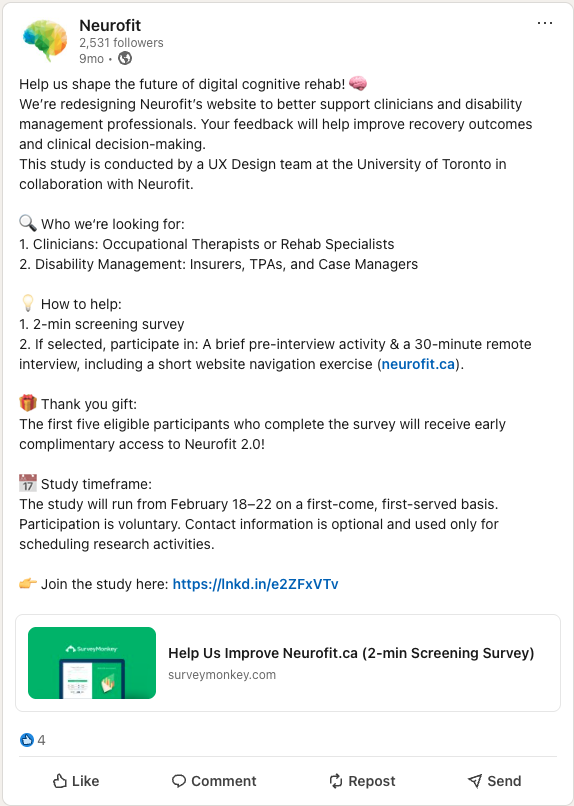 Neurofit
2,531 followers
9mo •
Help us shape the future of digital cognitive rehab! 🧠
We're redesigning Neurofit's website to better support clinicians and disability
management professionals. Your feedback will help improve recovery outcomes
and clinical decision-making.
This study is conducted by a UX Design team at the University of Toronto in
collaboration with Neurofit.
🔍 Who we're looking for:
1. Clinicians: Occupational Therapists or Rehab Specialists
2. Disability Management: Insurers, TPAs, and Case Managers
💡 How to help:
1. 2-min screening survey
2. If selected, participate in: A brief pre-interview activity & a 30-minute remote
interview, including a short website navigation exercise (neurofit.ca).
🎁 Thank you gift:
The first five eligible participants who complete the survey will receive early
complimentary access to Neurofit 2.0!
📅 Study timeframe:
The study will run from February 18–22 on a first-come, first-served basis.
Participation is voluntary. Contact information is optional and used only for
scheduling research activities.
👉 Join the study here: https://lnkd.in/e2ZFxVTv
SurveyMonkey
Help Us Improve Neurofit.ca (2-min Screening Survey)
surveymonkey.com
4
Like Comment Repost Send